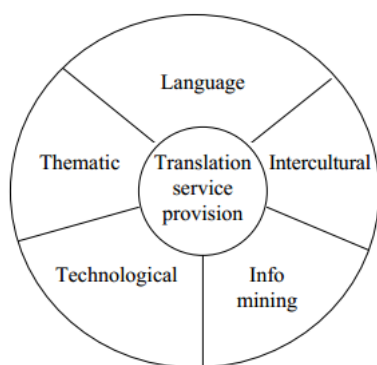 Language
Thematic
Translation
service
provision
Intercultural
Technological
Info
mining